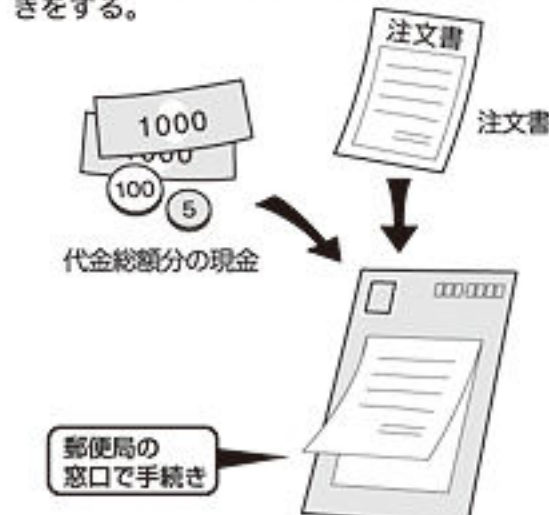 きをする。
注文書
注文書
1000
1000
100
5
代金総額分の現金
郵便局の
窓口で手続き